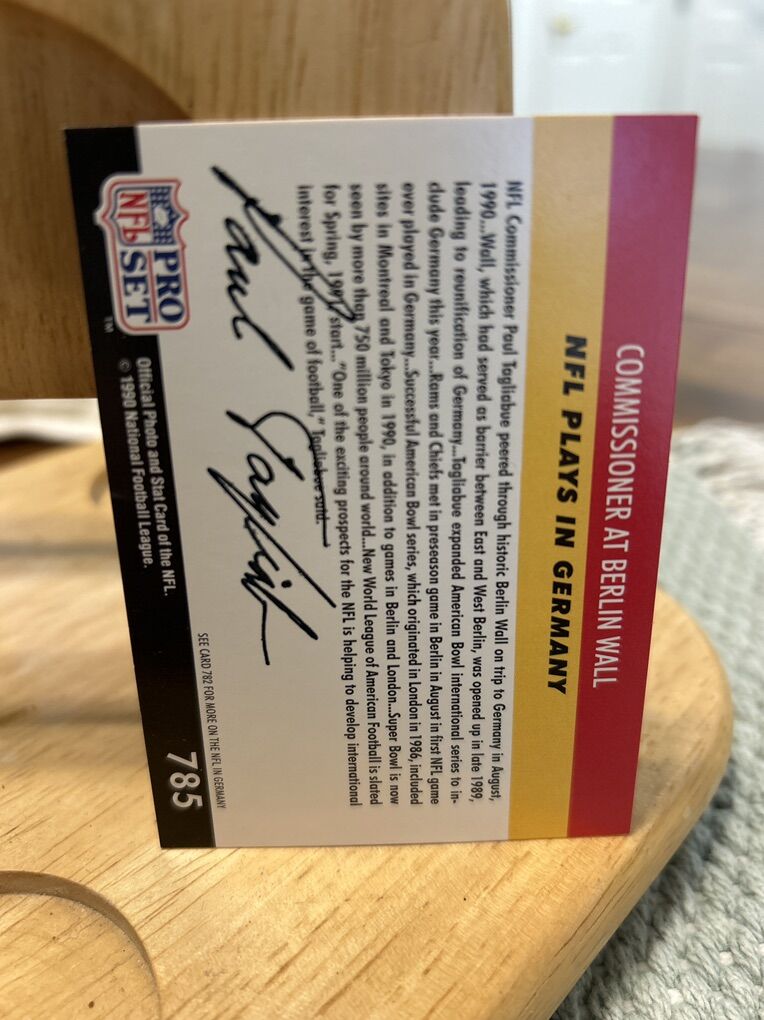 COMMISSIONER AT BERLIN WALL
NFL PLAYS IN GERMANY
NFL Commissioner Paul Tagliabue peered through historic Berlin Wall on trip to Germany in August,
1990...Wall, which had served as barrier between East and West Berlin, was opened up in late 1989,
leading to reunification of Germany...Tagliabue expanded American Bowl international series to in-
clude Germany this year...Rams and Chiefs met in preseason game in Berlin in August in first NFL game
ever played in Germany...Successful American Bowl series, which originated in London in 1986, included
sites in Montreal and Tokyo in 1990, in addition to games in Berlin and London...Super Bowl is now
seen by more than 750 million people around world...New World League of American Football is slated
for Spring, 1991 start..."One of the exciting prospects for the NFL is helping to develop international
interest in the game of football," Tagliabue said.
Paul Tagliabue
SEE CARD 782 FOR MORE ON THE NFL IN GERMANY
PRO
NFL SET
TM
Official Photo and Stat Card of the NFL.
© 1990 National Football League.
785